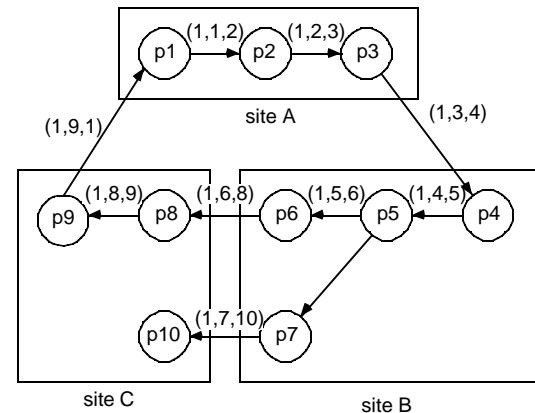 (1,1,2) (1,2,3)
p1 p2 p3
site A
(1,9,1) (1,3,4)
(1,8,9) (1,6,8) (1,5,6) (1,4,5)
p9 p8 p6 p5 p4
(1,7,10)
p10 p7
site C site B